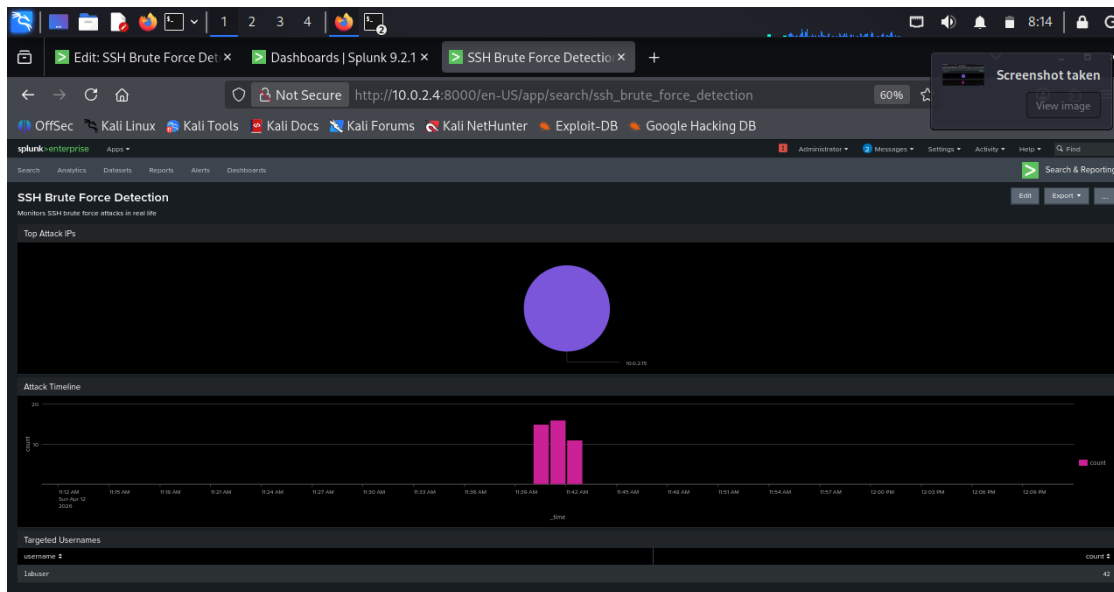 1 2 3 4 8:14
Edit: SSH Brute Force Det
Dashboards | Splunk 9.2.1
SSH Brute Force Detectio
Screenshot taken
View image
Not Secure http://10.0.2.4:8000/en-US/app/search/ssh_brute_force_detection 60%
OffSec Kali Linux Kali Tools Kali Docs Kali Forums Kali NetHunter Exploit-DB Google Hacking DB
splunk>enterprise Apps Administrator 2 Messages Settings Activity Help Find
Search Analytics Datasets Reports Alerts Dashboards Search & Reporting
SSH Brute Force Detection Edit Export ...
Monitors SSH brute force attacks in real life
Top Attack IPs
10.0.2.15
Attack Timeline
20
count
10
count
11:12 AM 11:15 AM 11:18 AM 11:21 AM 11:24 AM 11:27 AM 11:30 AM 11:33 AM 11:36 AM 11:39 AM 11:42 AM 11:45 AM 11:48 AM 11:51 AM 11:54 AM 11:57 AM 12:00 PM 12:03 PM 12:06 PM 12:09 PM
Sun Apr 12
2026
_time
Targeted Usernames
username count
labuser 42